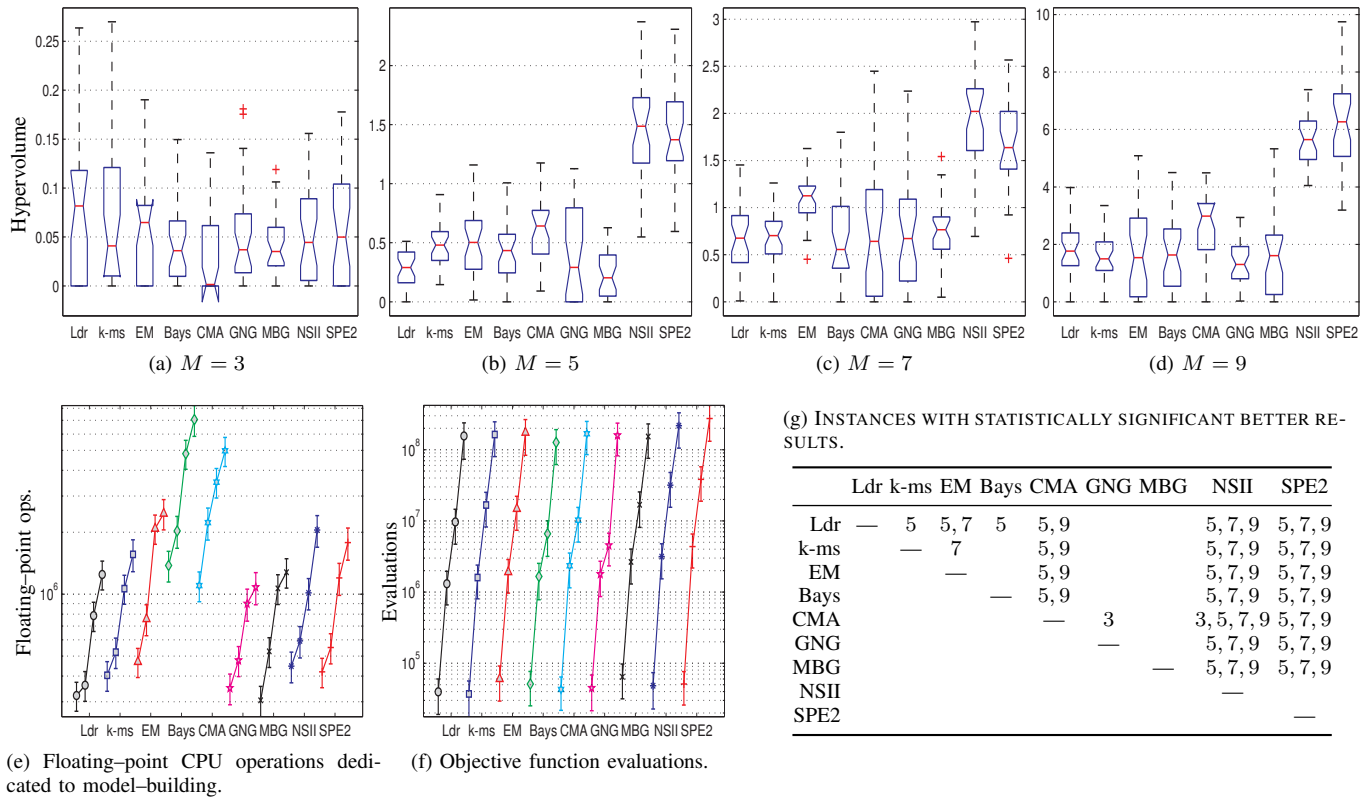 Hypervolume
0.25
0.2
0.15
0.1
0.05
0
Ldr k-ms EM Bays CMA GNG MBG NSII SPE2
(a) M = 3
2
1.5
1
0.5
0
Ldr k-ms EM Bays CMA GNG MBG NSII SPE2
(b) M = 5
3
2.5
2
1.5
1
0.5
0
Ldr k-ms EM Bays CMA GNG MBG NSII SPE2
(c) M = 7
10
8
6
4
2
0
Ldr k-ms EM Bays CMA GNG MBG NSII SPE2
(d) M = 9
Floating–point ops.
10^6
Ldr k-ms EM Bays CMA GNG MBG NSII SPE2
(e) Floating–point CPU operations dedi-
cated to model–building.
Evaluations
10^8
10^7
10^6
10^5
Ldr k-ms EM Bays CMA GNG MBG NSII SPE2
(f) Objective function evaluations.
(g) INSTANCES WITH STATISTICALLY SIGNIFICANT BETTER RE-
SULTS.
Ldr k-ms EM Bays CMA GNG MBG NSII SPE2
Ldr — 5 5, 7 5 5, 9 5, 7, 9 5, 7, 9
k-ms — 7 5, 9 5, 7, 9 5, 7, 9
EM — 5, 9 5, 7, 9 5, 7, 9
Bays — 5, 9 5, 7, 9 5, 7, 9
CMA — 3 3, 5, 7, 9 5, 7, 9
GNG — 5, 7, 9 5, 7, 9
MBG — 5, 7, 9 5, 7, 9
NSII —
SPE2 —